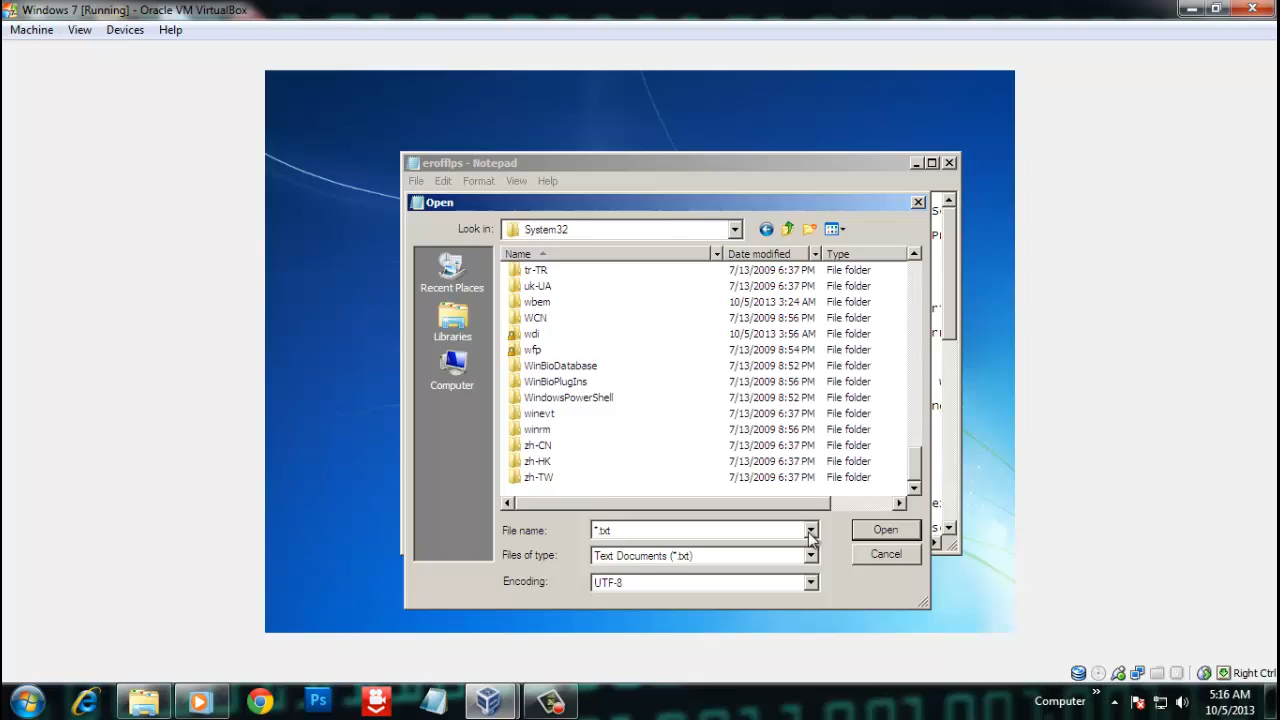 Windows 7 [Running] - Oracle VM VirtualBox
Machine View Devices Help
erofflps - Notepad
File Edit Format View Help
Open
Look in: System32
Name Date modified Type
tr-TR 7/13/2009 6:37 PM File folder
uk-UA 7/13/2009 6:37 PM File folder
wbem 10/5/2013 3:24 AM File folder
WCN 7/13/2009 8:56 PM File folder
wdi 10/5/2013 3:56 AM File folder
wfp 7/13/2009 8:54 PM File folder
WinBioDatabase 7/13/2009 8:52 PM File folder
WinBioPlugIns 7/13/2009 8:56 PM File folder
WindowsPowerShell 7/13/2009 8:52 PM File folder
winevt 7/13/2009 6:37 PM File folder
winrm 7/13/2009 8:56 PM File folder
zh-CN 7/13/2009 6:37 PM File folder
zh-HK 7/13/2009 6:37 PM File folder
zh-TW 7/13/2009 6:37 PM File folder
Recent Places
Libraries
Computer
File name: *.txt Open
Files of type: Text Documents (*.txt) Cancel
Encoding: UTF-8
Right Ctrl
Ps
Computer »
5:16 AM
10/5/2013